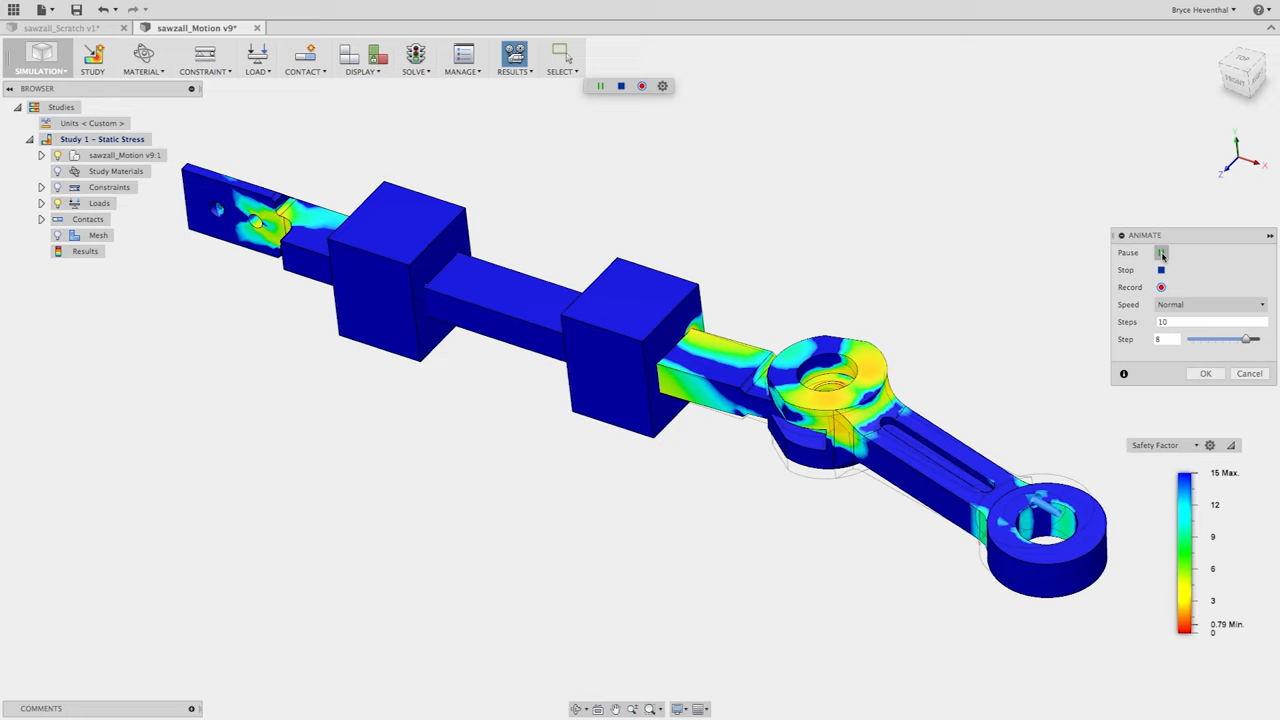 Bryce Heventhal
sawzall_Scratch v1*
sawzall_Motion v9*
SIMULATION
STUDY
MATERIAL
CONSTRAINT
LOAD
CONTACT
DISPLAY
SOLVE
MANAGE
RESULTS
SELECT
BROWSER
Studies
Units < Custom >
Study 1 - Static Stress
sawzall_Motion v9:1
Study Materials
Constraints
Loads
Contacts
Mesh
Results
TOP
FRONT
Y
X
Z
ANIMATE
Pause
Stop
Record
Speed Normal
Steps 10
Step 8
OK Cancel
Safety Factor
15 Max.
12
9
6
3
0.79 Min.
0
COMMENTS